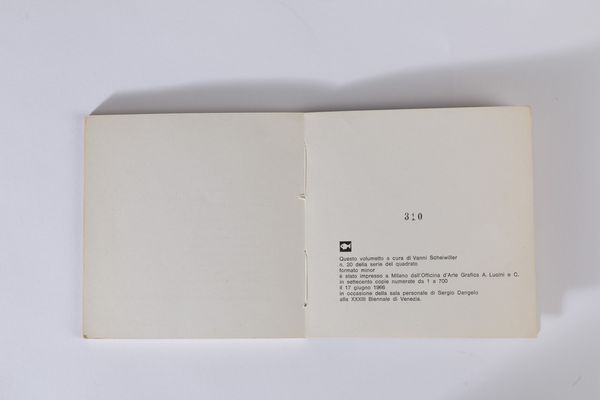 310
Questo volumetto a cura di Vanni Scheiwiller
n. 20 della serie del quadrato
formato minor
è stato impresso a Milano dall'Officina d'Arte Grafica A. Lucini e C.
in settecento copie numerate da 1 a 700
il 17 giugno 1966
in occasione della sala personale di Sergio Dangelo
alla XXXIII Biennale di Venezia.